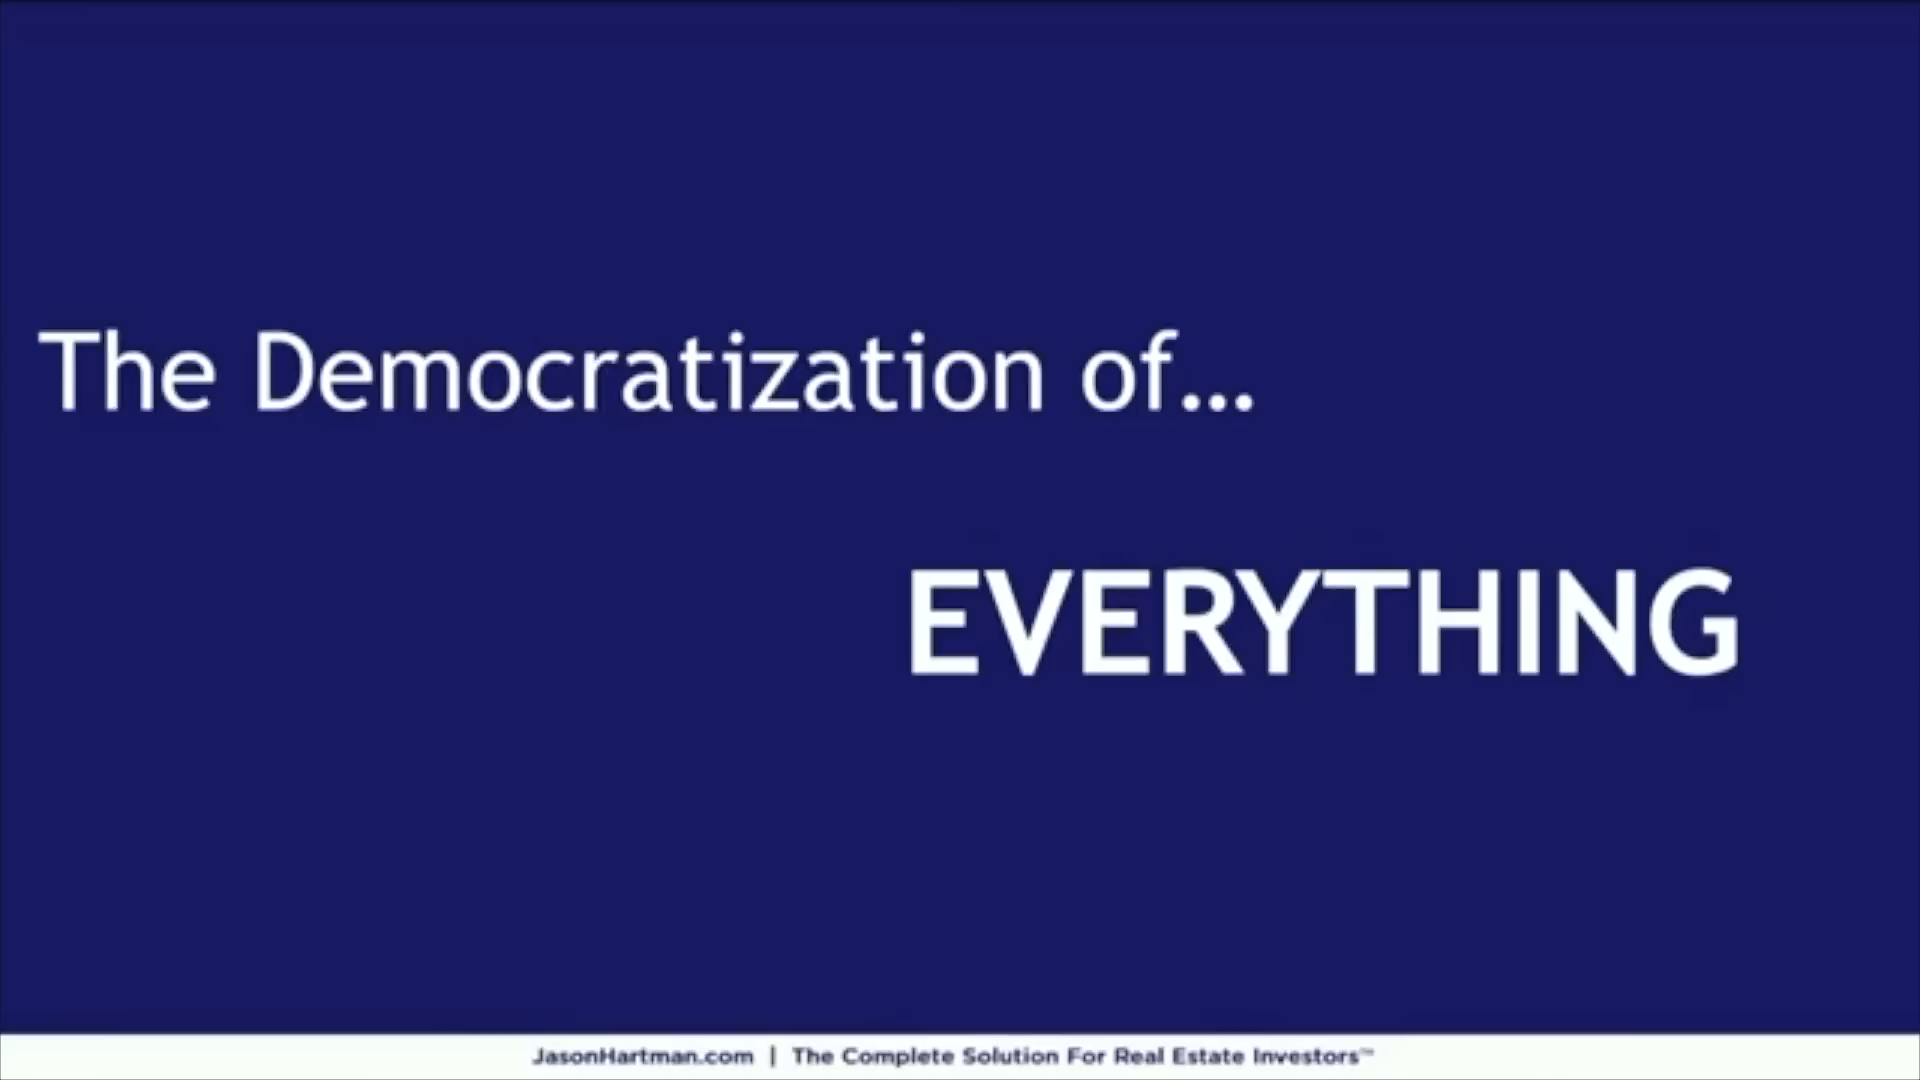 The Democratization of...
EVERYTHING
JasonHartman.com | The Complete Solution For Real Estate Investors™